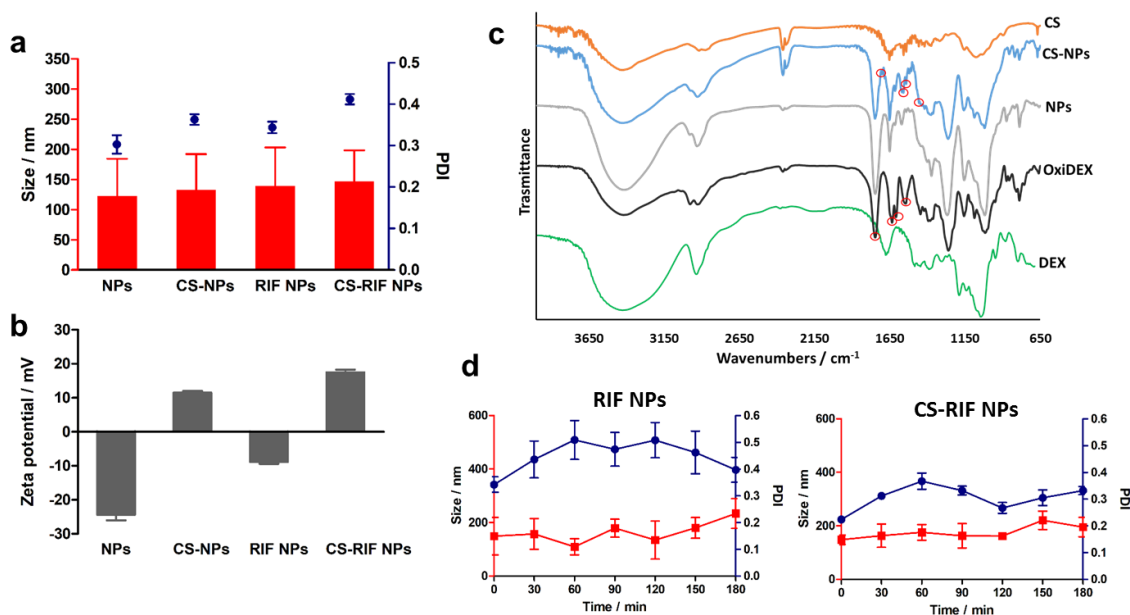 a
Size / nm
350
300
250
200
150
100
50
0
0.5
0.4
0.3
0.2
0.1
0.0
PDI
NPs CS-NPs RIF NPs CS-RIF NPs
b
Zeta potential / mV
30
20
10
0
-10
-20
-30
NPs CS-NPs RIF NPs CS-RIF NPs
c
Trasmittance
CS
CS-NPs
NPs
OxiDEX
DEX
3650 3150 2650 2150 1650 1150 650
Wavenumbers / cm-1
d
RIF NPs
Size / nm
600
400
200
0
0.6
0.5
0.4
0.3
0.2
0.1
0.0
PDI
0 30 60 90 120 150 180
Time / min
CS-RIF NPs
Size / nm
600
400
200
0
0.6
0.5
0.4
0.3
0.2
0.1
0.0
PDI
0 30 60 90 120 150 180
Time / min